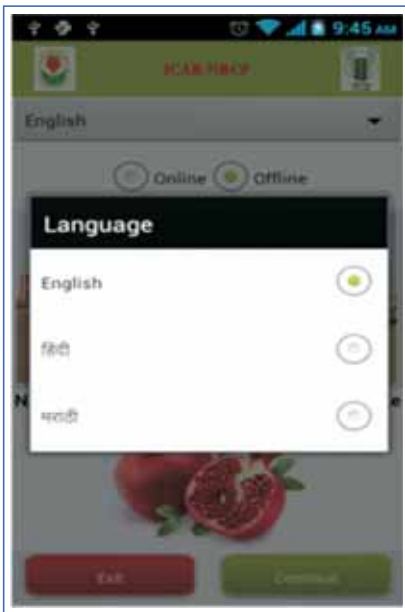 9:45 AM
ICAR-NRCP
English
Online Offline
Language
English
हिंदी
मराठी
N
e
Exit Continue